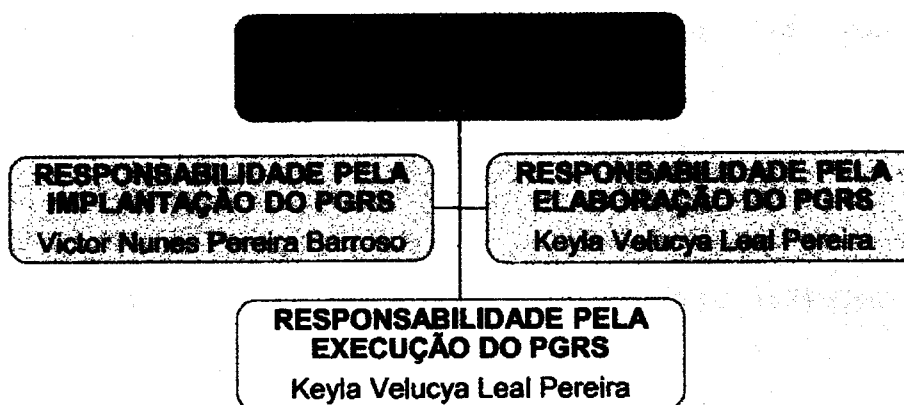 RESPONSABILIDADE PELA
IMPLANTAÇÃO DO PGRS
Victor Nunes Pereira Barroso
RESPONSABILIDADE PELA
ELABORAÇÃO DO PGRS
Keyla Velucya Leal Pereira
RESPONSABILIDADE PELA
EXECUÇÃO DO PGRS
Keyla Velucya Leal Pereira